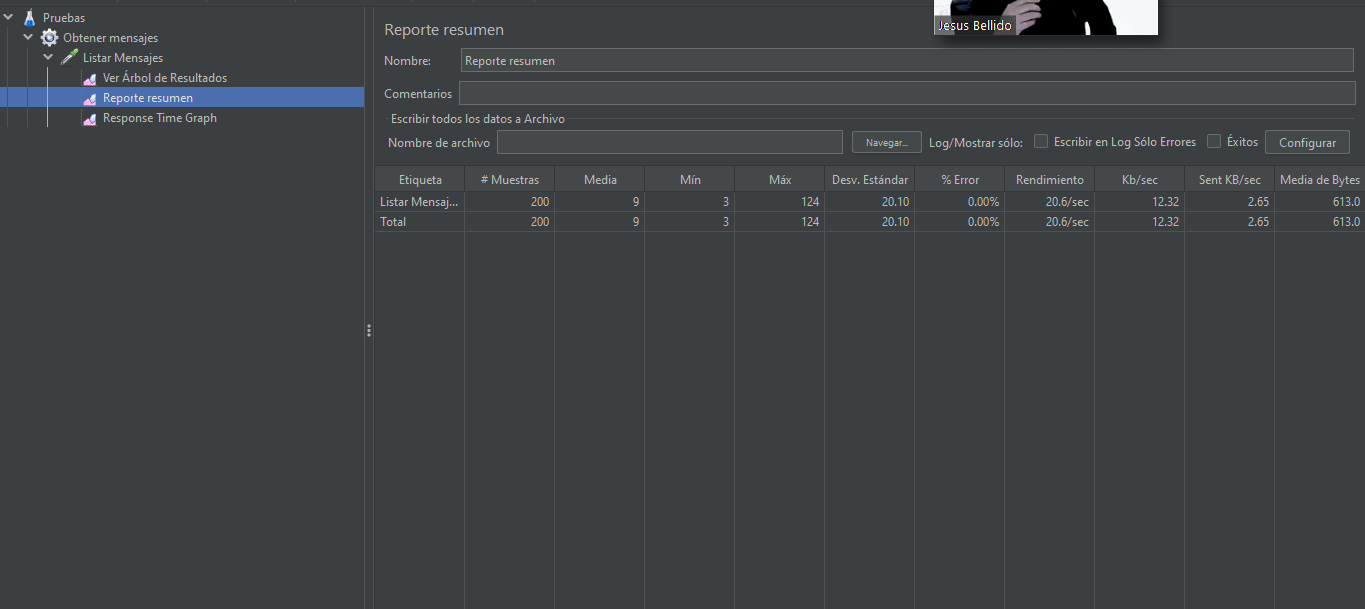 Pruebas
Obtener mensajes
Listar Mensajes
Ver Árbol de Resultados
Reporte resumen
Response Time Graph
Jesus Bellido
Reporte resumen
Nombre: Reporte resumen
Comentarios
Escribir todos los datos a Archivo
Nombre de archivo Navegar... Log/Mostrar sólo: Escribir en Log Sólo Errores Éxitos Configurar
Etiqueta # Muestras Media Mín Máx Desv. Estándar % Error Rendimiento Kb/sec Sent KB/sec Media de Bytes
Listar Mensaj... 200 9 3 124 20.10 0.00% 20.6/sec 12.32 2.65 613.0
Total 200 9 3 124 20.10 0.00% 20.6/sec 12.32 2.65 613.0